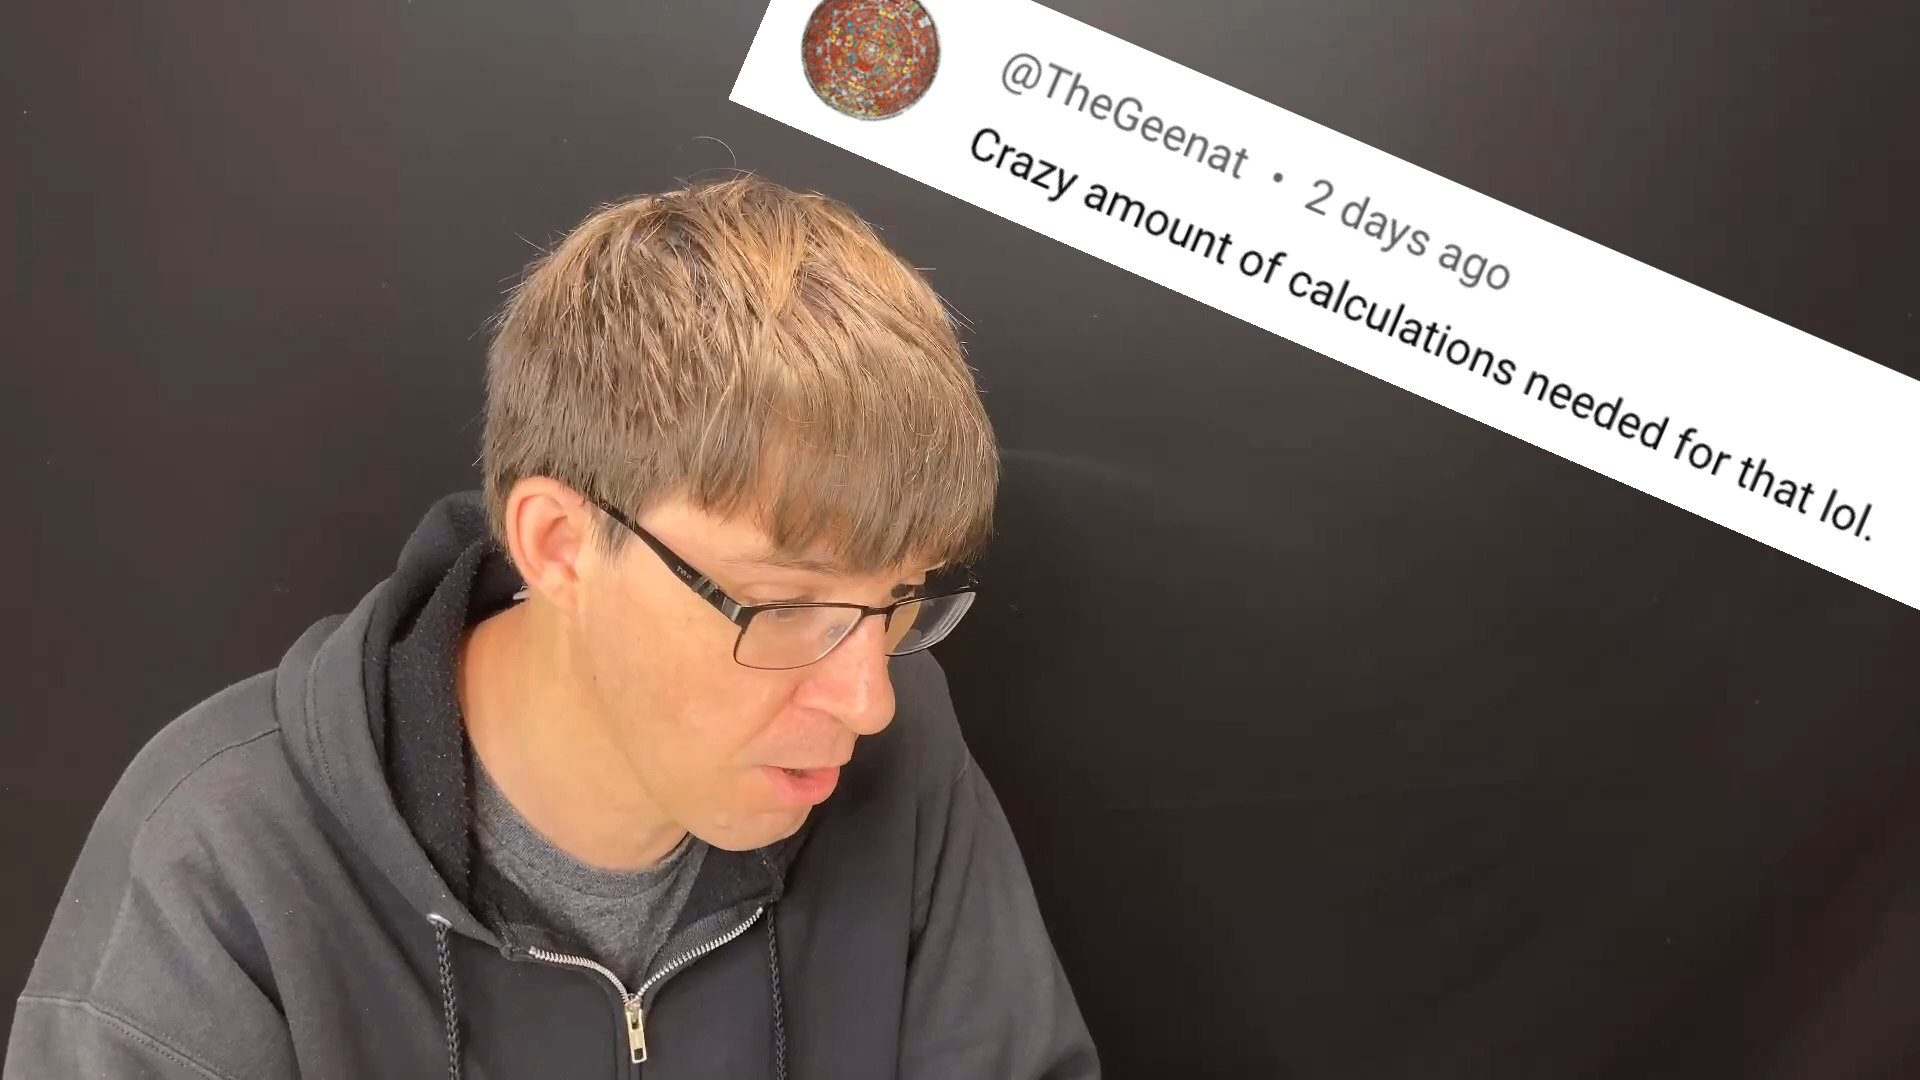 @TheGeenat • 2 days ago
Crazy amount of calculations needed for that lol.